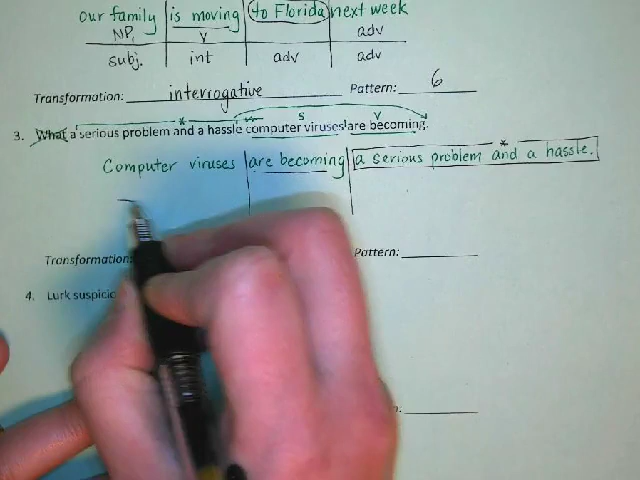 our family is moving to Florida next week
NP1 V adv
subj. int adv adv
Transformation: interrogative Pattern: 6
* S V
3. What a serious problem and a hassle computer viruses are becoming.
*
Computer viruses are becoming a serious problem and a hassle.
Transformation: Pattern:
4. Lurk